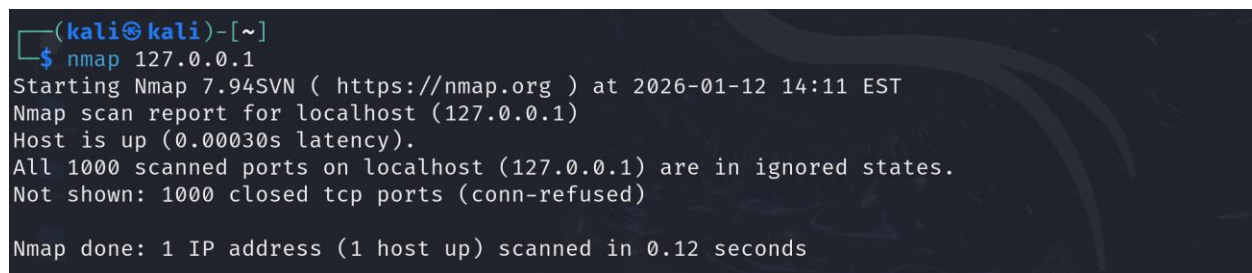 ┌──(kali㉿kali)-[~]
└─$ nmap 127.0.0.1
Starting Nmap 7.94SVN ( https://nmap.org ) at 2026-01-12 14:11 EST
Nmap scan report for localhost (127.0.0.1)
Host is up (0.00030s latency).
All 1000 scanned ports on localhost (127.0.0.1) are in ignored states.
Not shown: 1000 closed tcp ports (conn-refused)
Nmap done: 1 IP address (1 host up) scanned in 0.12 seconds